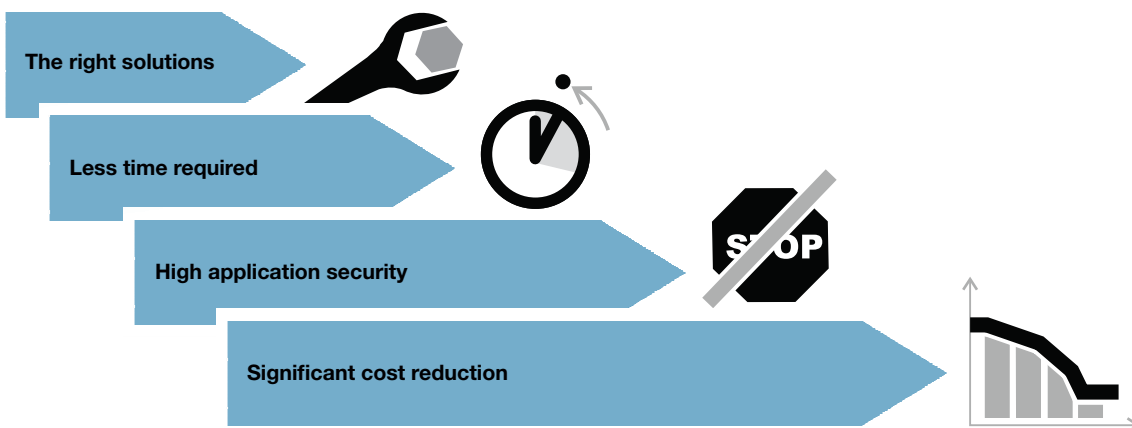 The right solutions
Less time required
High application security
STOP
Significant cost reduction